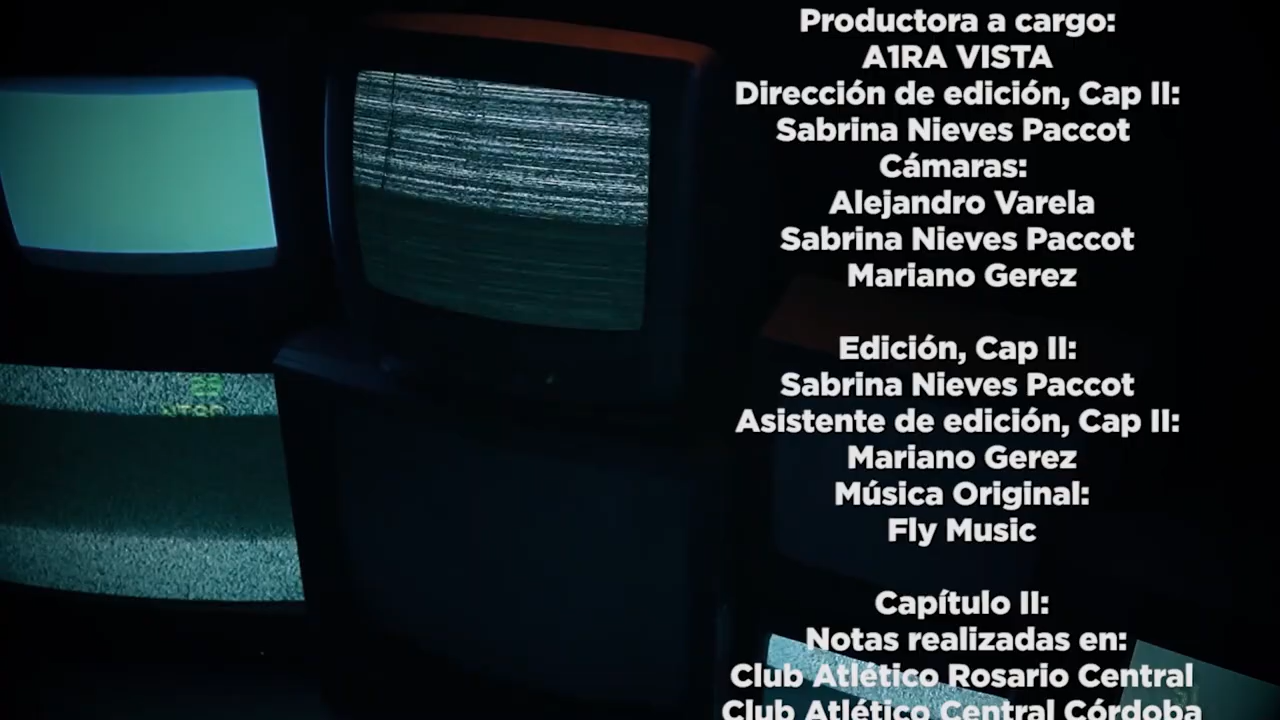 Productora a cargo:
A1RA VISTA
Dirección de edición, Cap II:
Sabrina Nieves Paccot
Cámaras:
Alejandro Varela
Sabrina Nieves Paccot
Mariano Gerez
Edición, Cap II:
Sabrina Nieves Paccot
Asistente de edición, Cap II:
Mariano Gerez
Música Original:
Fly Music
Capítulo II:
Notas realizadas en:
Club Atlético Rosario Central
Club Atlético Central Córdoba